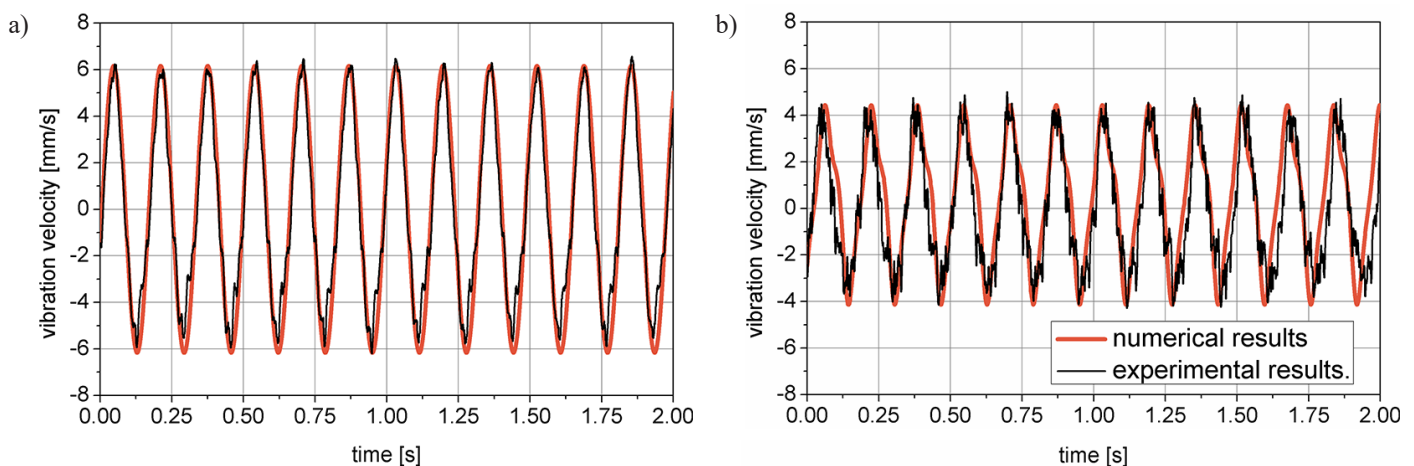 a)
vibration velocity [mm/s]
8
6
4
2
0
-2
-4
-6
-8
0.00 0.25 0.50 0.75 1.00 1.25 1.50 1.75 2.00
time [s]
b)
vibration velocity [mm/s]
8
6
4
2
0
-2
-4
-6
-8
numerical results
experimental results.
0.00 0.25 0.50 0.75 1.00 1.25 1.50 1.75 2.00
time [s]